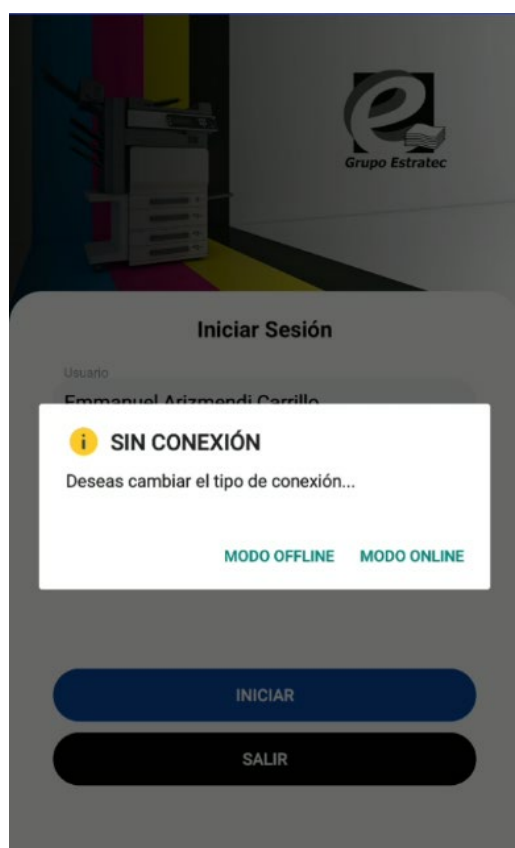 Grupo Estratec
Iniciar Sesión
Usuario
Emmanuel Arizmendi Carrillo
SIN CONEXIÓN
Deseas cambiar el tipo de conexión...
MODO OFFLINE MODO ONLINE
INICIAR
SALIR